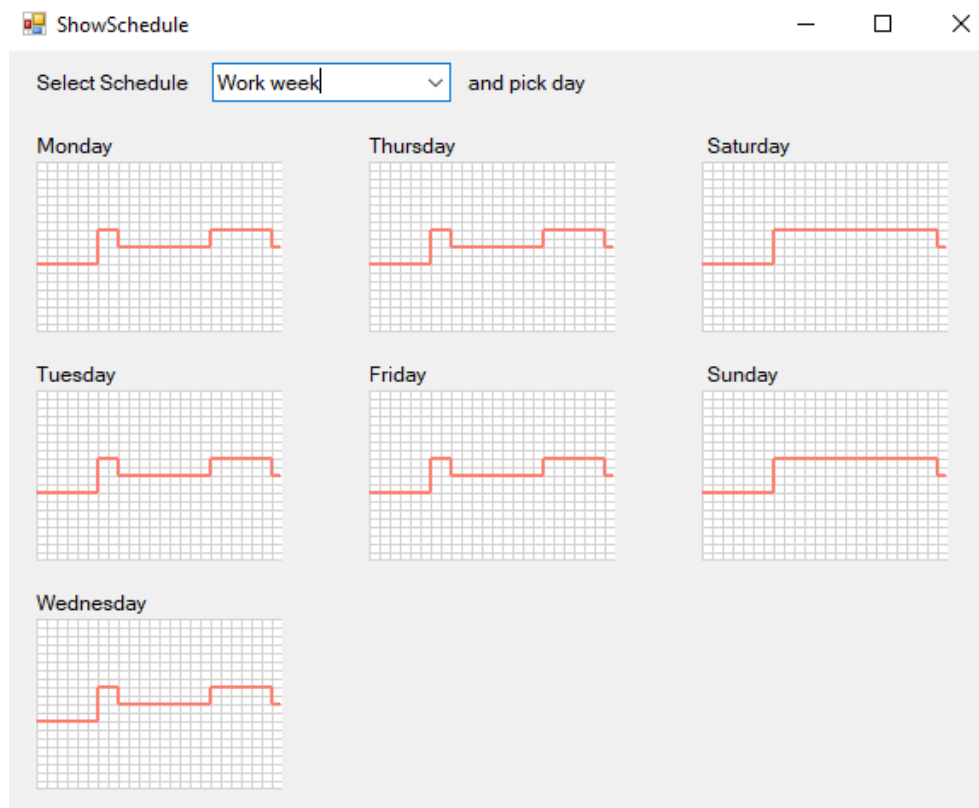 ShowSchedule
Select Schedule Work week and pick day
Monday Thursday Saturday
Tuesday Friday Sunday
Wednesday